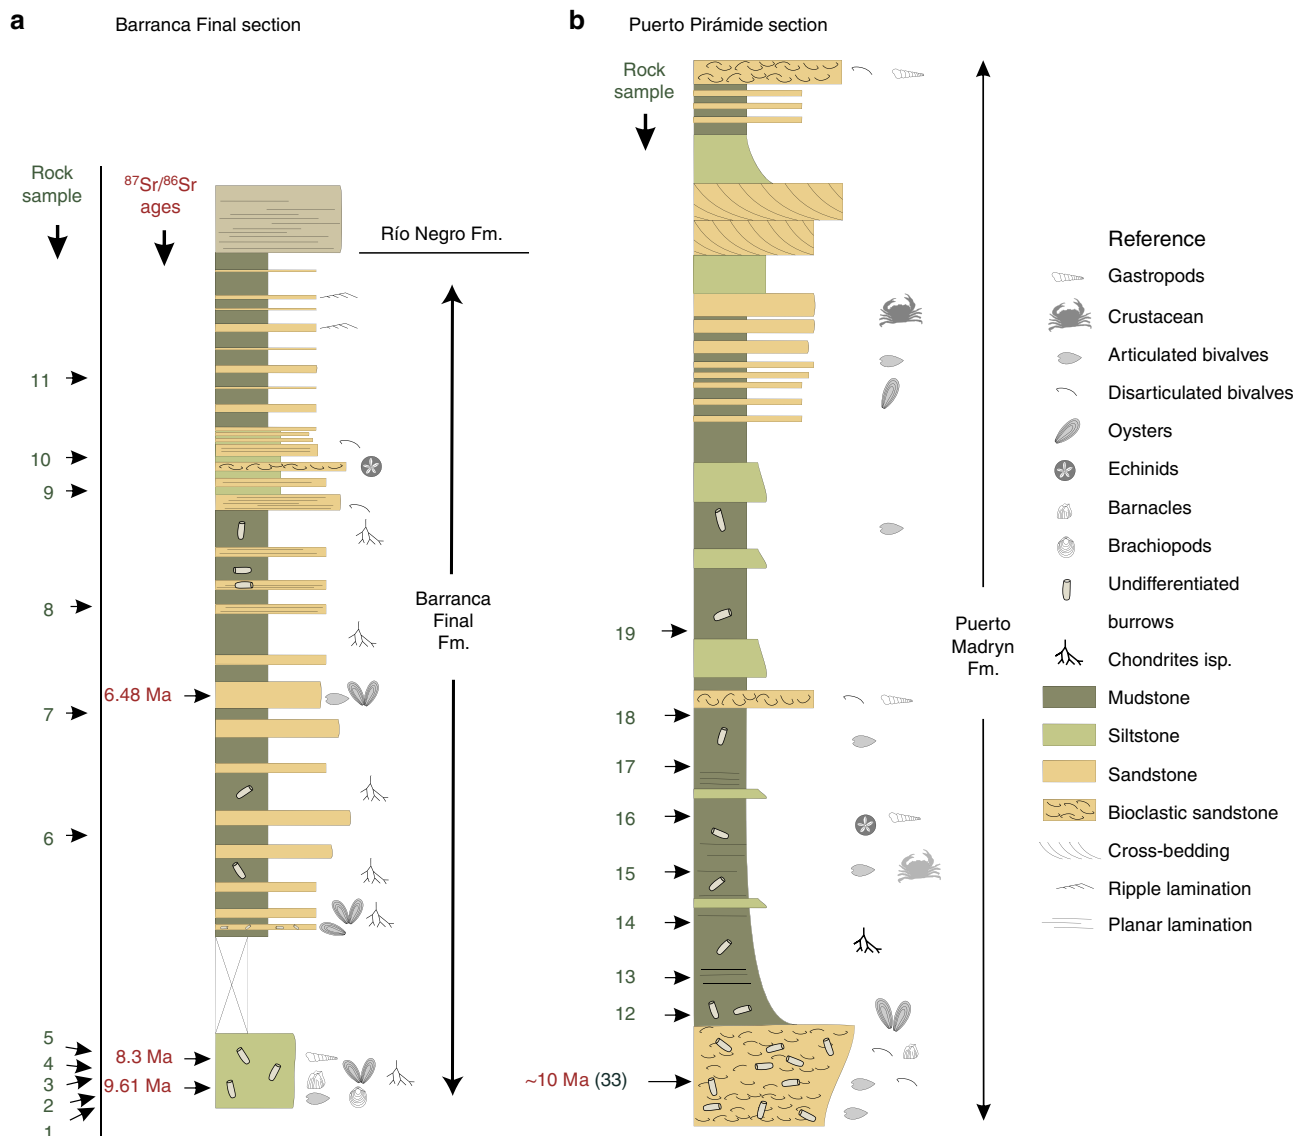 a
Barranca Final section
Rock
sample
87Sr/86Sr
ages
Río Negro Fm.
11
10
9
8
6.48 Ma
7
6
5
4
3
2
1
8.3 Ma
9.61 Ma
Barranca
Final
Fm.
b
Puerto Pirámide section
Rock
sample
19
18
17
16
15
14
13
12
~10 Ma (33)
Puerto
Madryn
Fm.
Reference
Gastropods
Crustacean
Articulated bivalves
Disarticulated bivalves
Oysters
Echinids
Barnacles
Brachiopods
Undifferentiated
burrows
Chondrites isp.
Mudstone
Siltstone
Sandstone
Bioclastic sandstone
Cross-bedding
Ripple lamination
Planar lamination